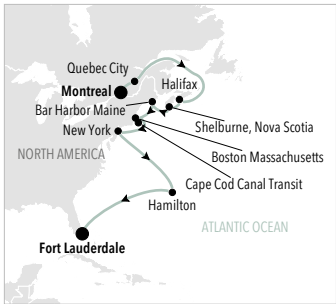 Quebec City
Halifax
Montreal
Bar Harbor Maine
Shelburne, Nova Scotia
New York
NORTH AMERICA
Boston Massachusetts
Cape Cod Canal Transit
Hamilton
ATLANTIC OCEAN
Fort Lauderdale